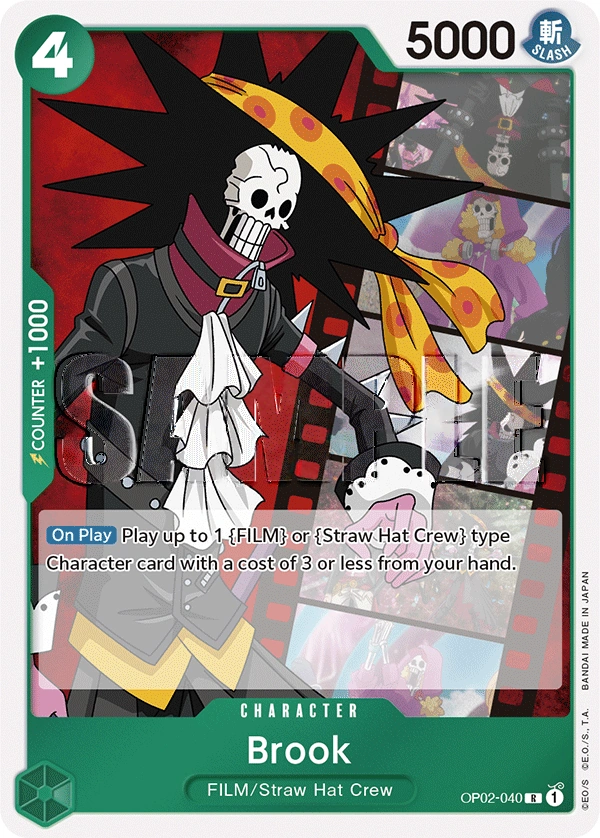 4
5000
斬
SLASH
COUNTER +1000
SAMPLE
On Play Play up to 1 {FILM} or {Straw Hat Crew} type
Character card with a cost of 3 or less from your hand.
CHARACTER
Brook
FILM/Straw Hat Crew
OP02-040 R 1
©EO/S ©E.O./S., T.A. BANDAI MADE IN JAPAN